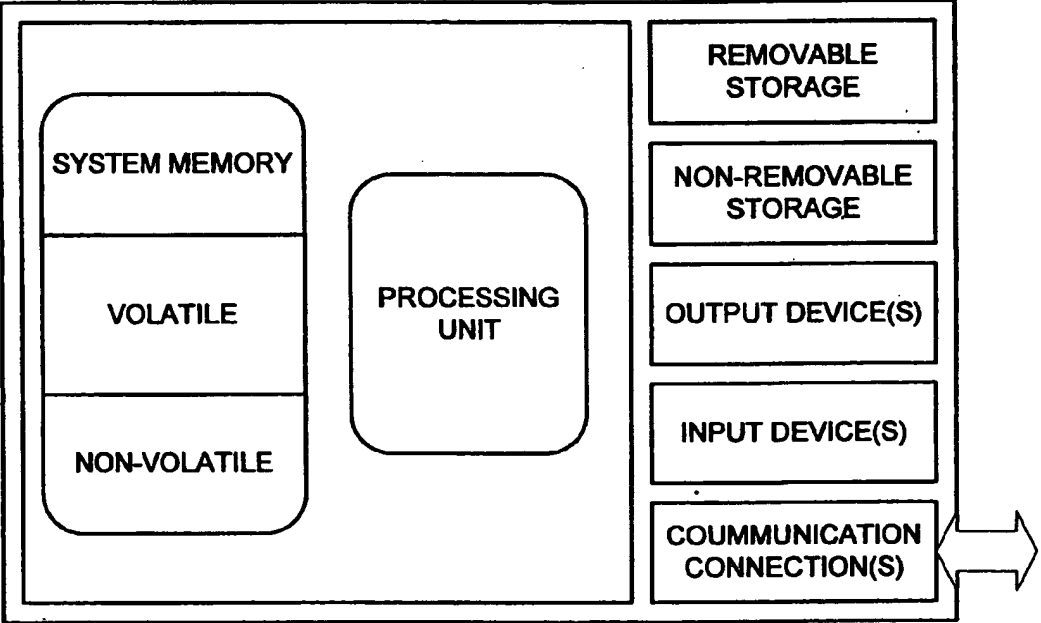 SYSTEM MEMORY
VOLATILE
NON-VOLATILE
PROCESSING
UNIT
REMOVABLE
STORAGE
NON-REMOVABLE
STORAGE
OUTPUT DEVICE(S)
INPUT DEVICE(S)
COUMMUNICATION
CONNECTION(S)